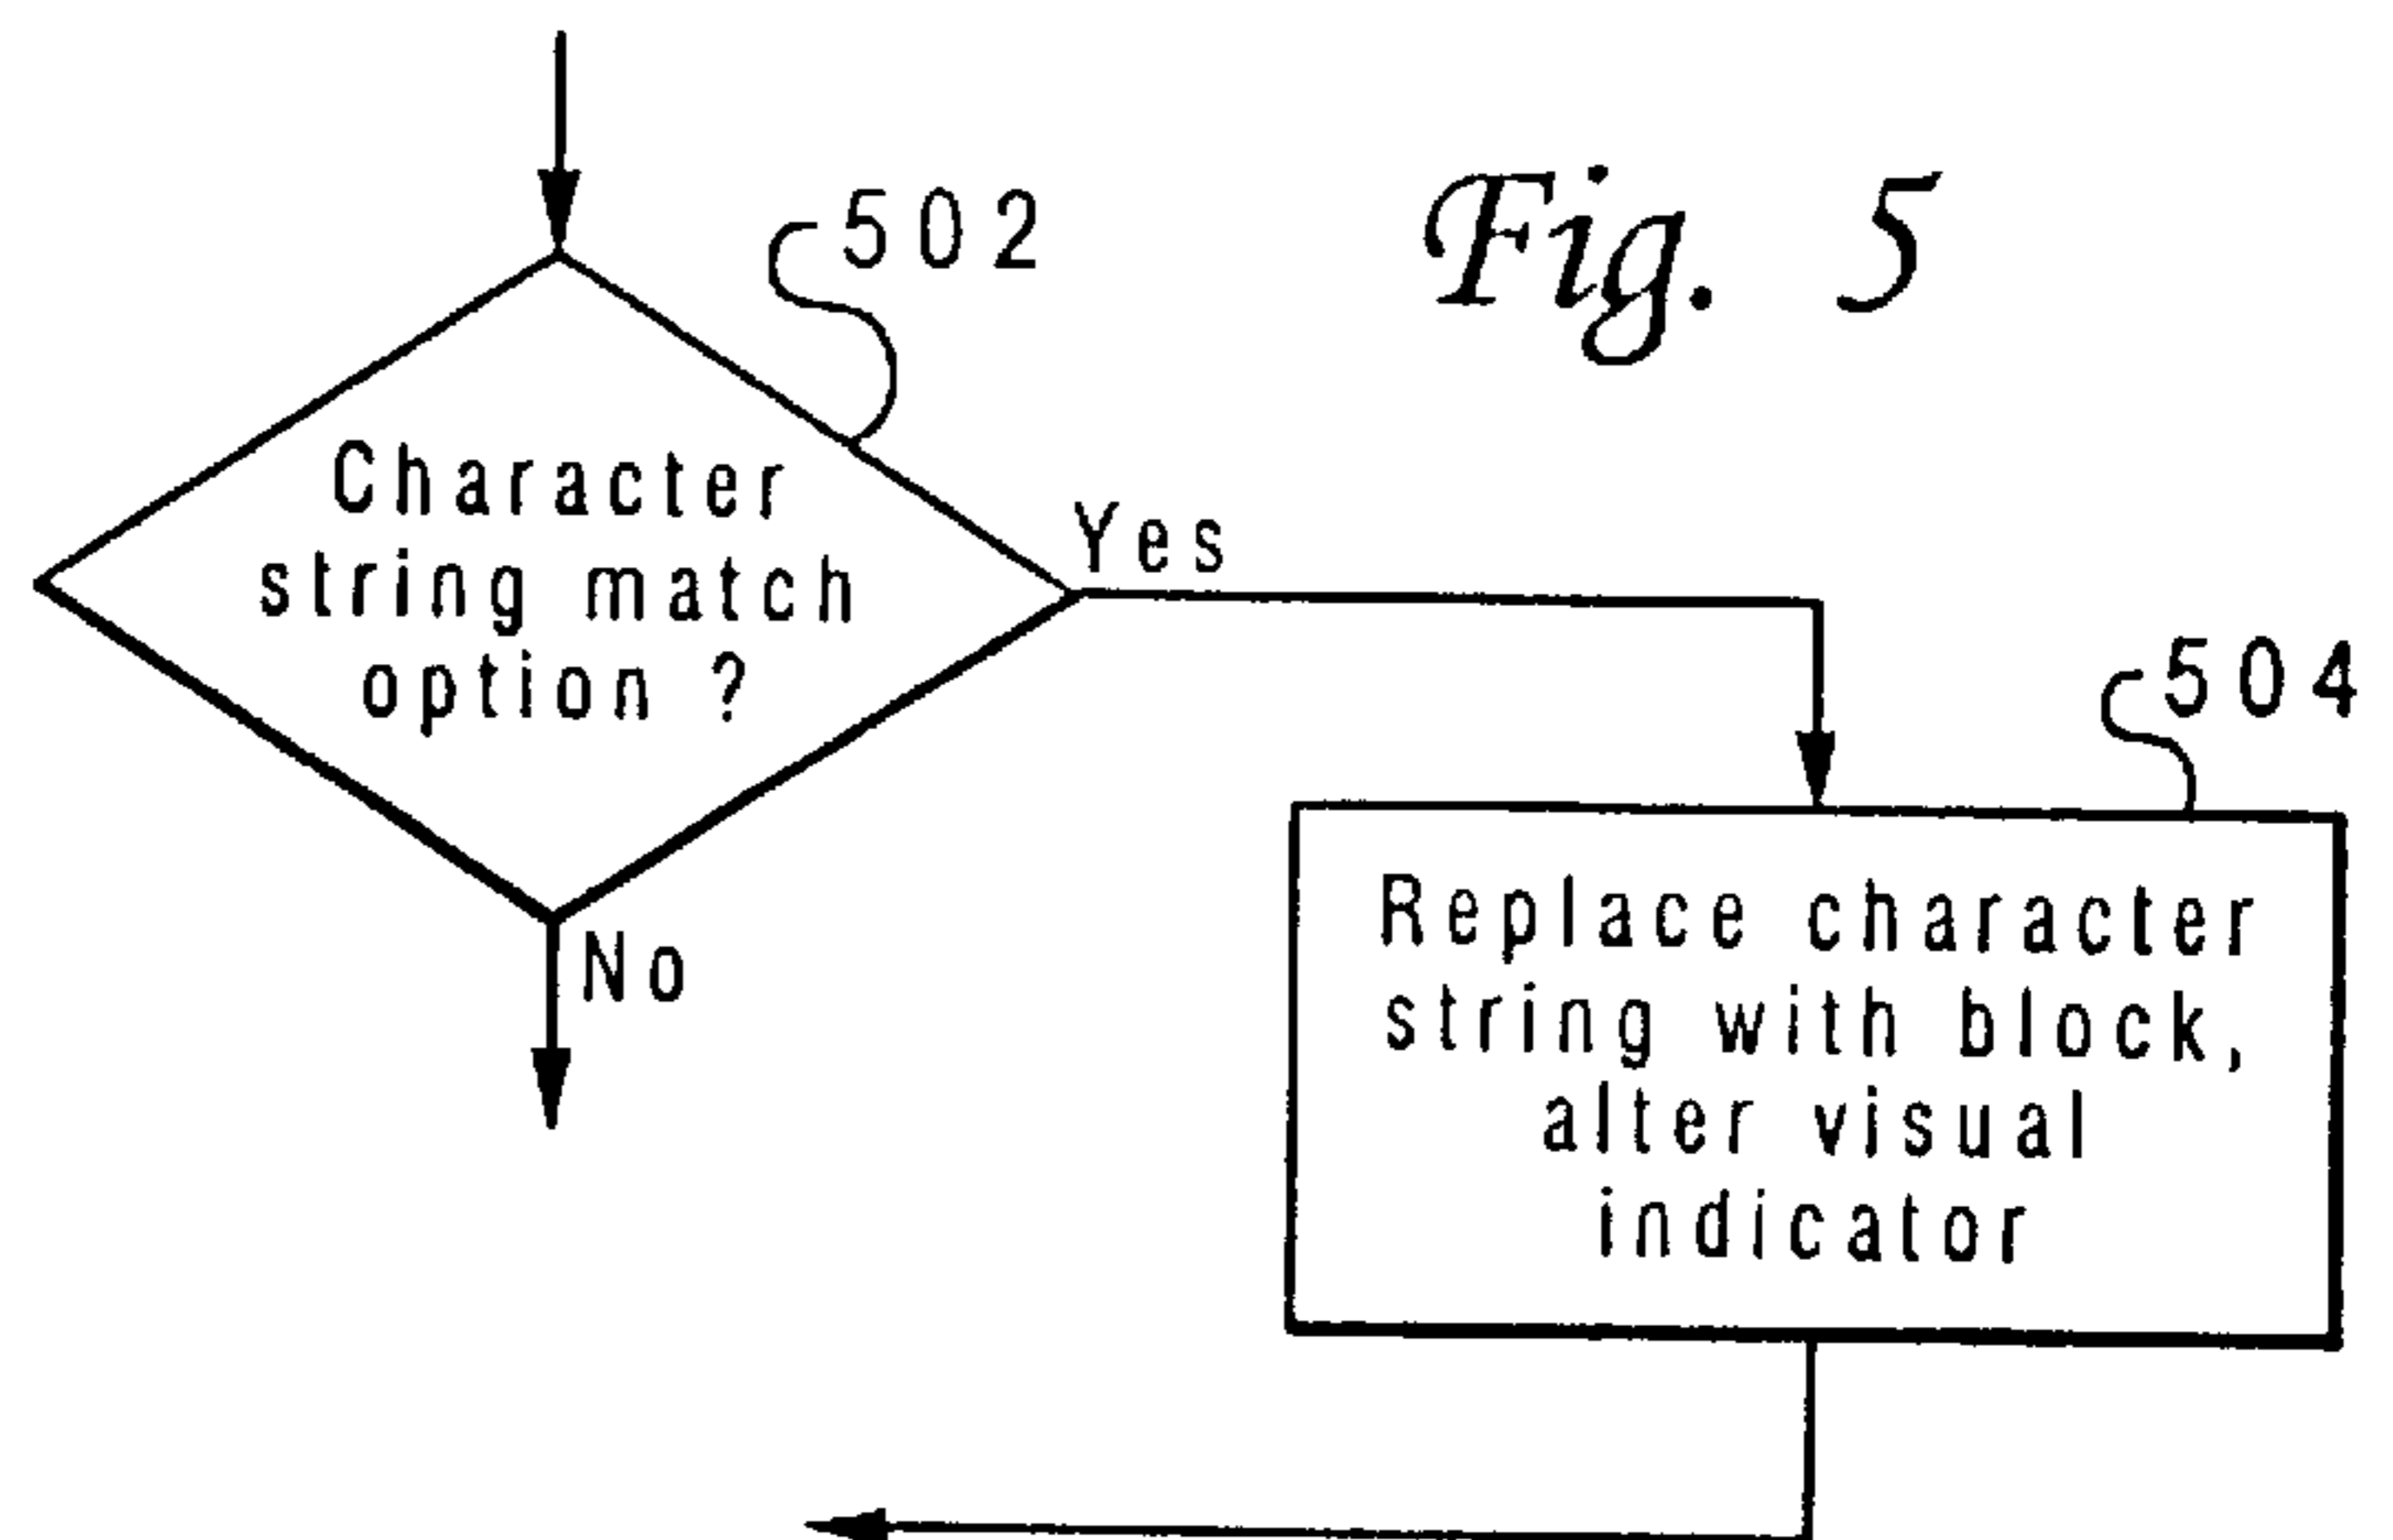 Fig. 5
502
Character
string match
option ?
Yes
No
504
Replace character
string with block,
alter visual
indicator